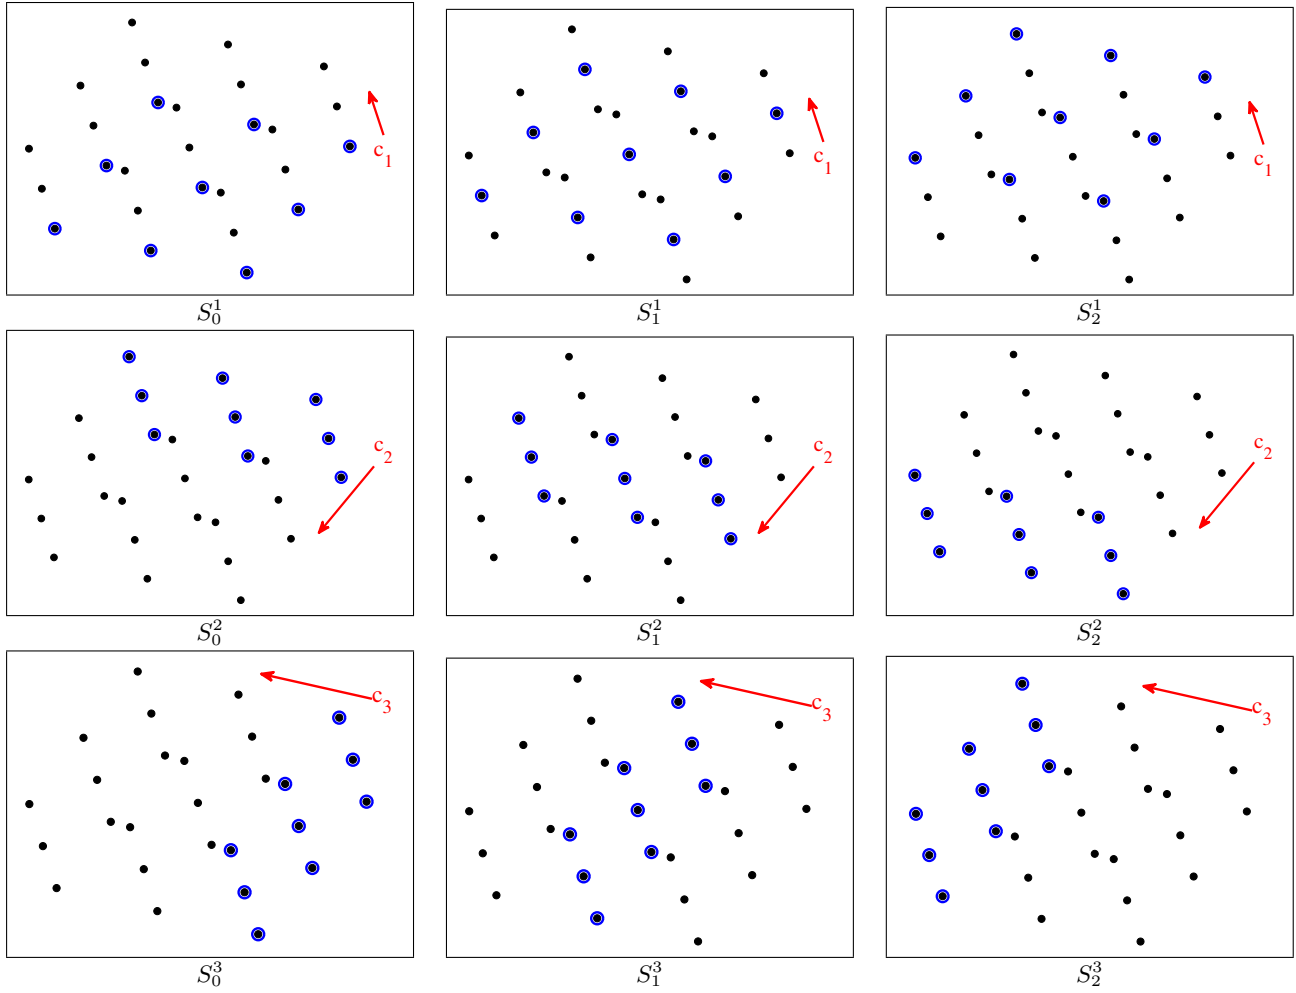 c₁ c₁ c₁
S₀¹ S₁¹ S₂¹
c₂ c₂ c₂
S₀² S₁² S₂²
c₃ c₃ c₃
S₀³ S₁³ S₂³